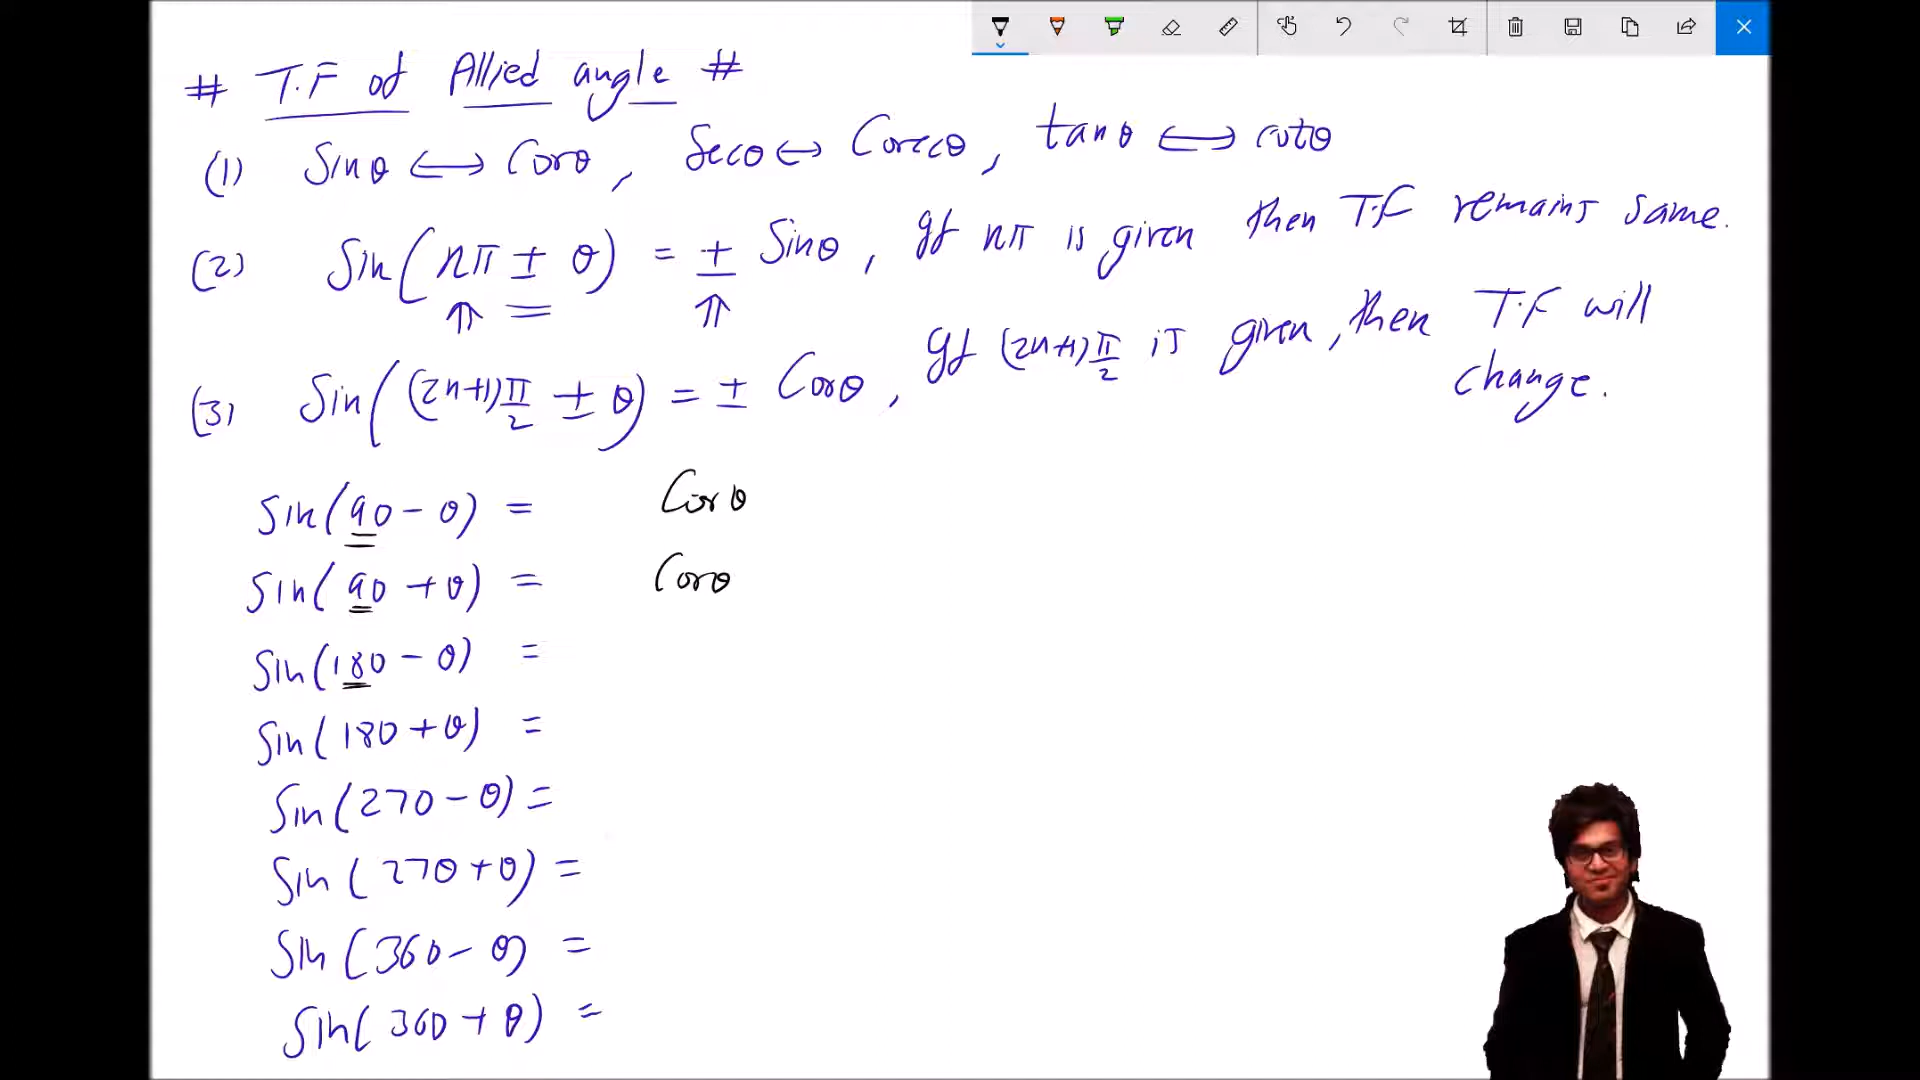 # T.F of Allied angle #
(1) Sinθ ⟺ Cosθ, Secθ ↔ Cosecθ, tanθ ⟺ cotθ
(2) Sin(nπ ± θ) = ± Sinθ, If nπ is given then T.F remains same.
(3) Sin((2n+1)π/2 ± θ) = ± Cosθ, If (2n+1)π/2 is given, then T.F will change.
Sin(90 - θ) = Cosθ
Sin(90 + θ) = Cosθ
Sin(180 - θ) =
Sin(180 + θ) =
Sin(270 - θ) =
Sin(270 + θ) =
Sin(360 - θ) =
Sin(360 + θ) =